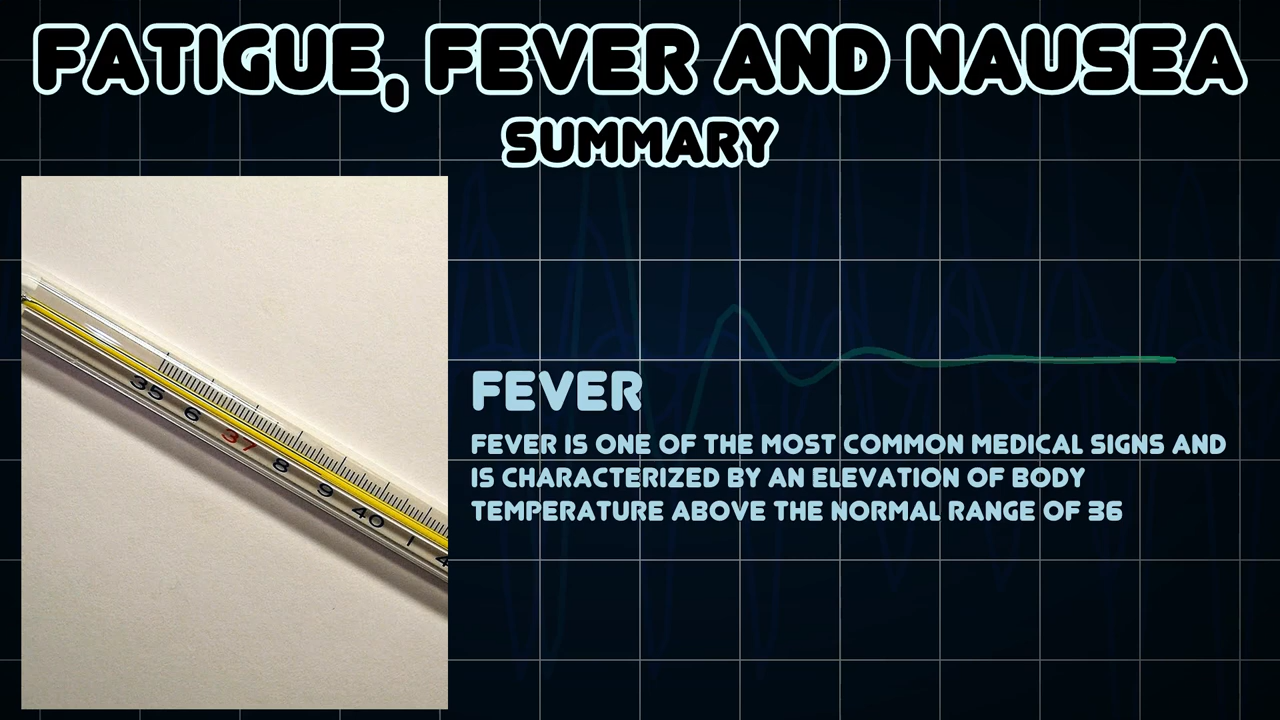 FATIGUE, FEVER AND NAUSEA
SUMMARY
35 6 37 8 9 40 1 4
FEVER
FEVER IS ONE OF THE MOST COMMON MEDICAL SIGNS AND
IS CHARACTERIZED BY AN ELEVATION OF BODY
TEMPERATURE ABOVE THE NORMAL RANGE OF 36